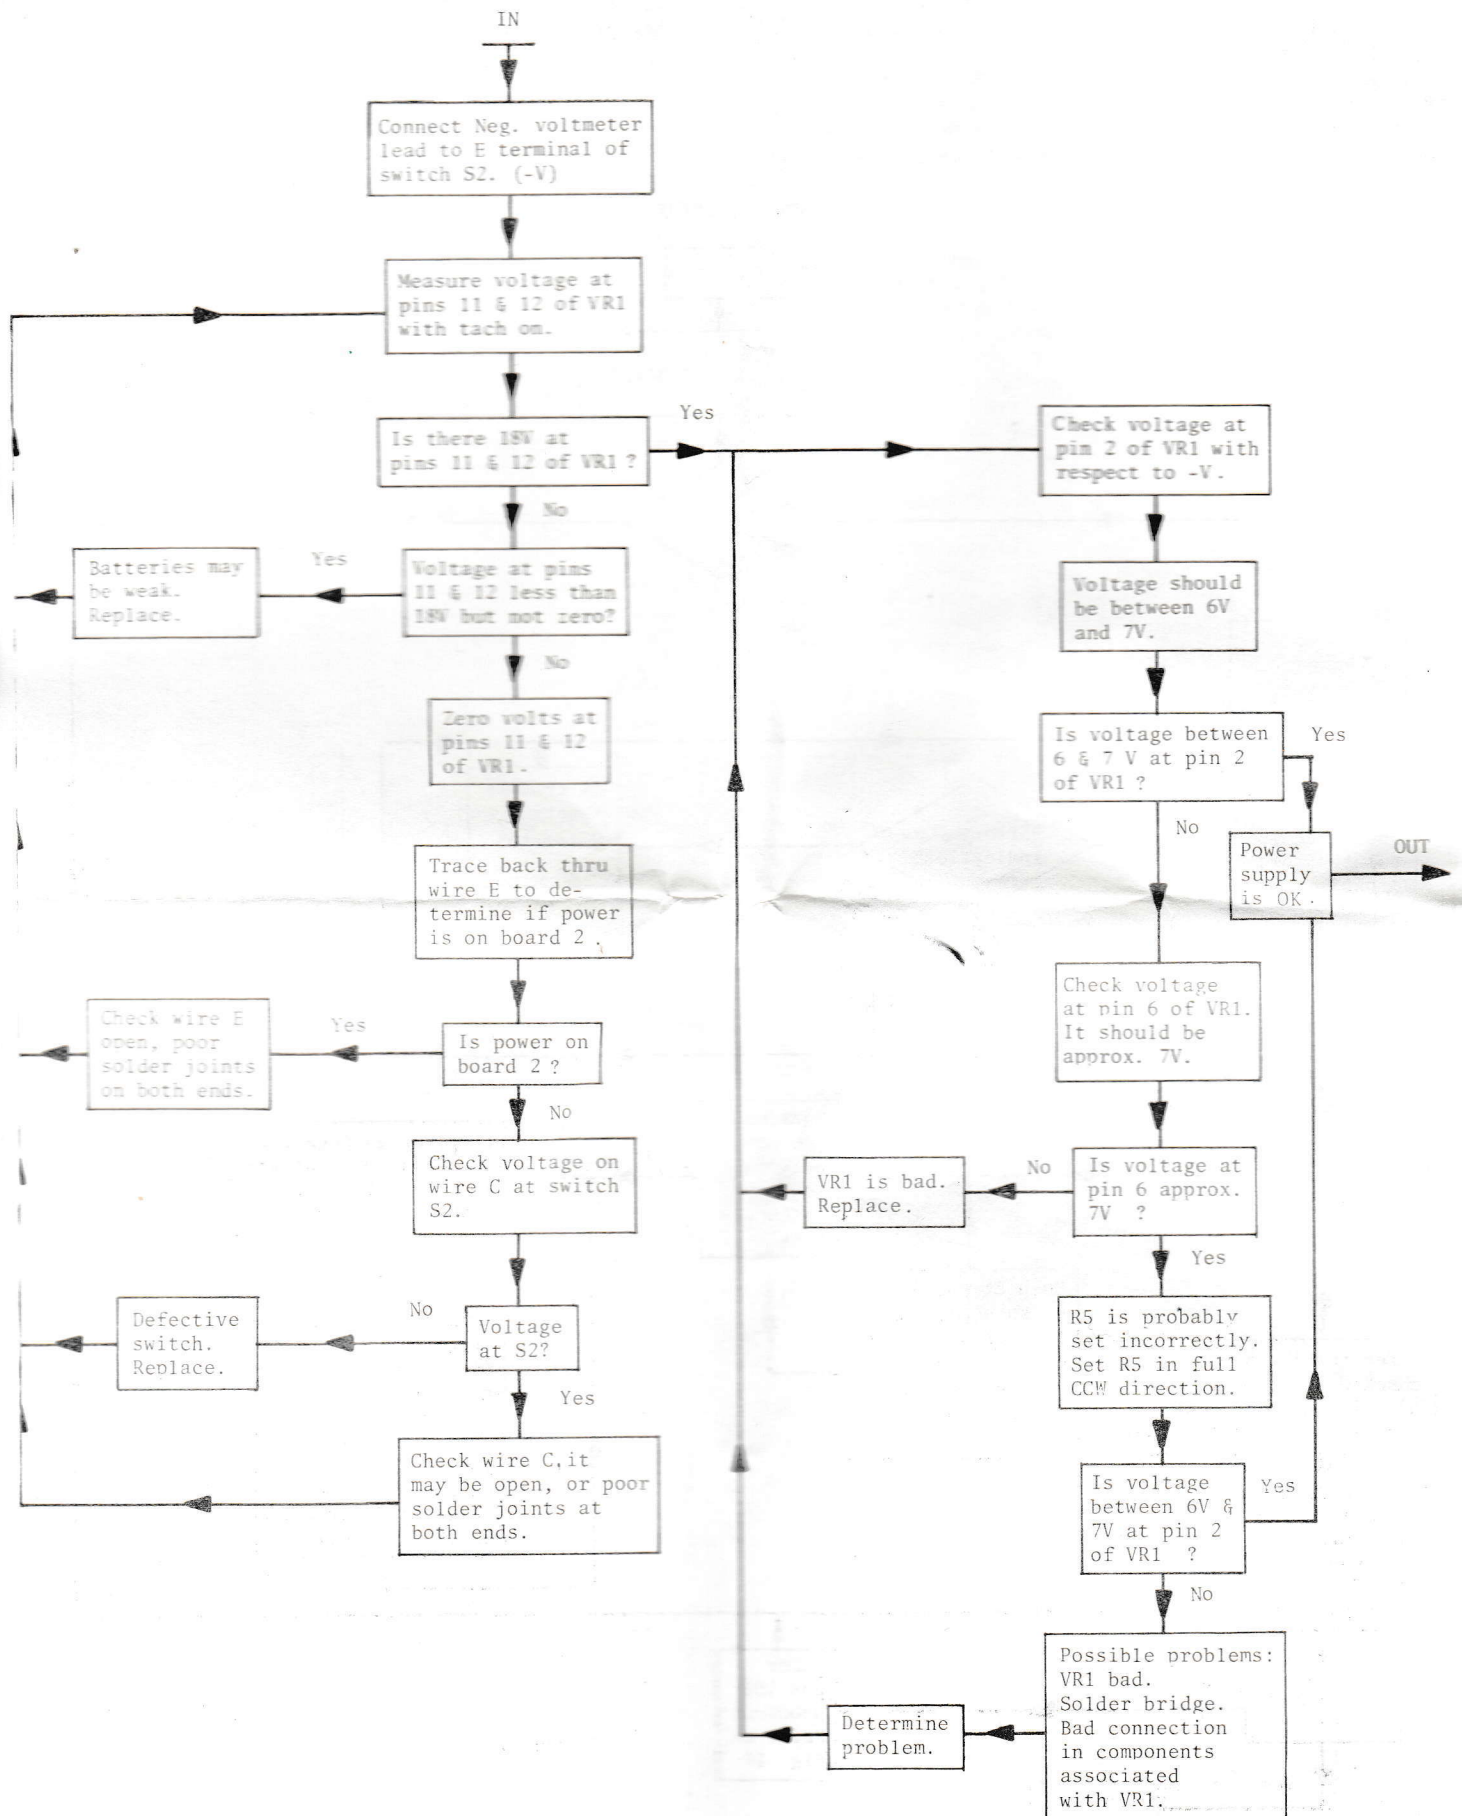 IN
Connect Neg. voltmeter
lead to E terminal of
switch S2. (-V)
Measure voltage at
pins 11 & 12 of VR1
with tach on.
Is there 18V at
pins 11 & 12 of VR1 ?
Yes
No
Voltage at pins
11 & 12 less than
18V but not zero?
Yes
Batteries may
be weak.
Replace.
No
Zero volts at
pins 11 & 12
of VR1.
Trace back thru
wire E to de-
termine if power
is on board 2 .
Is power on
board 2 ?
Yes
Check wire E
open, poor
solder joints
on both ends.
No
Check voltage on
wire C at switch
S2.
Voltage
at S2?
No
Defective
switch.
Replace.
Yes
Check wire C,it
may be open, or poor
solder joints at
both ends.
Check voltage at
pin 2 of VR1 with
respect to -V.
Voltage should
be between 6V
and 7V.
Is voltage between
6 & 7 V at pin 2
of VR1 ?
Yes
Power
supply
is OK.
OUT
No
Check voltage
at pin 6 of VR1.
It should be
approx. 7V.
Is voltage at
pin 6 approx.
7V ?
No
VR1 is bad.
Replace.
Yes
R5 is probably
set incorrectly.
Set R5 in full
CCW direction.
Is voltage
between 6V &
7V at pin 2
of VR1 ?
Yes
No
Possible problems:
VR1 bad.
Solder bridge.
Bad connection
in components
associated
with VR1.
Determine
problem.